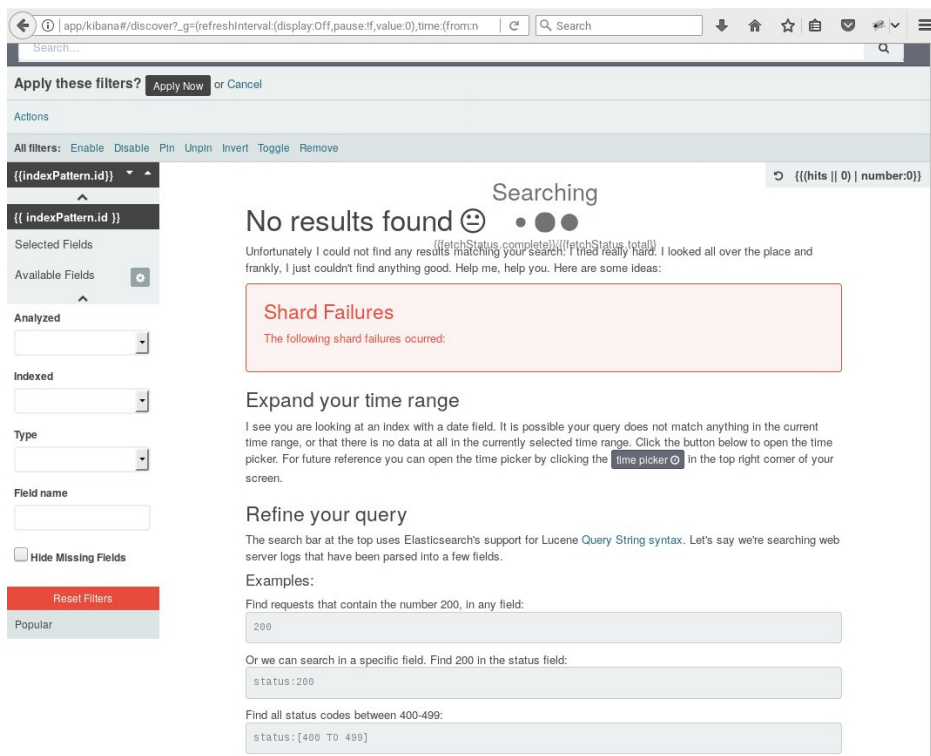 app/kibana#/discover?_g=(refreshInterval:(display:Off,pause:!f,value:0),time:(from:n
Search
Search...
Apply these filters? Apply Now or Cancel
Actions
All filters: Enable Disable Pin Unpin Invert Toggle Remove
{{indexPattern.id}}
{{((hits || 0) | number:0}}
{{ indexPattern.id }}
Selected Fields
Available Fields
Analyzed
Indexed
Type
Field name
Hide Missing Fields
Reset Filters
Popular
Searching
No results found
{{fetchStatus.complete}}/{{fetchStatus.total}}
Unfortunately I could not find any results matching your search. I tried really hard. I looked all over the place and
frankly, I just couldn't find anything good. Help me, help you. Here are some ideas:
Shard Failures
The following shard failures ocurred:
Expand your time range
I see you are looking at an index with a date field. It is possible your query does not match anything in the current
time range, or that there is no data at all in the currently selected time range. Click the button below to open the time
picker. For future reference you can open the time picker by clicking the time picker in the top right corner of your
screen.
Refine your query
The search bar at the top uses Elasticsearch's support for Lucene Query String syntax. Let's say we're searching web
server logs that have been parsed into a few fields.
Examples:
Find requests that contain the number 200, in any field:
200
Or we can search in a specific field. Find 200 in the status field:
status:200
Find all status codes between 400-499:
status:[400 TO 499]